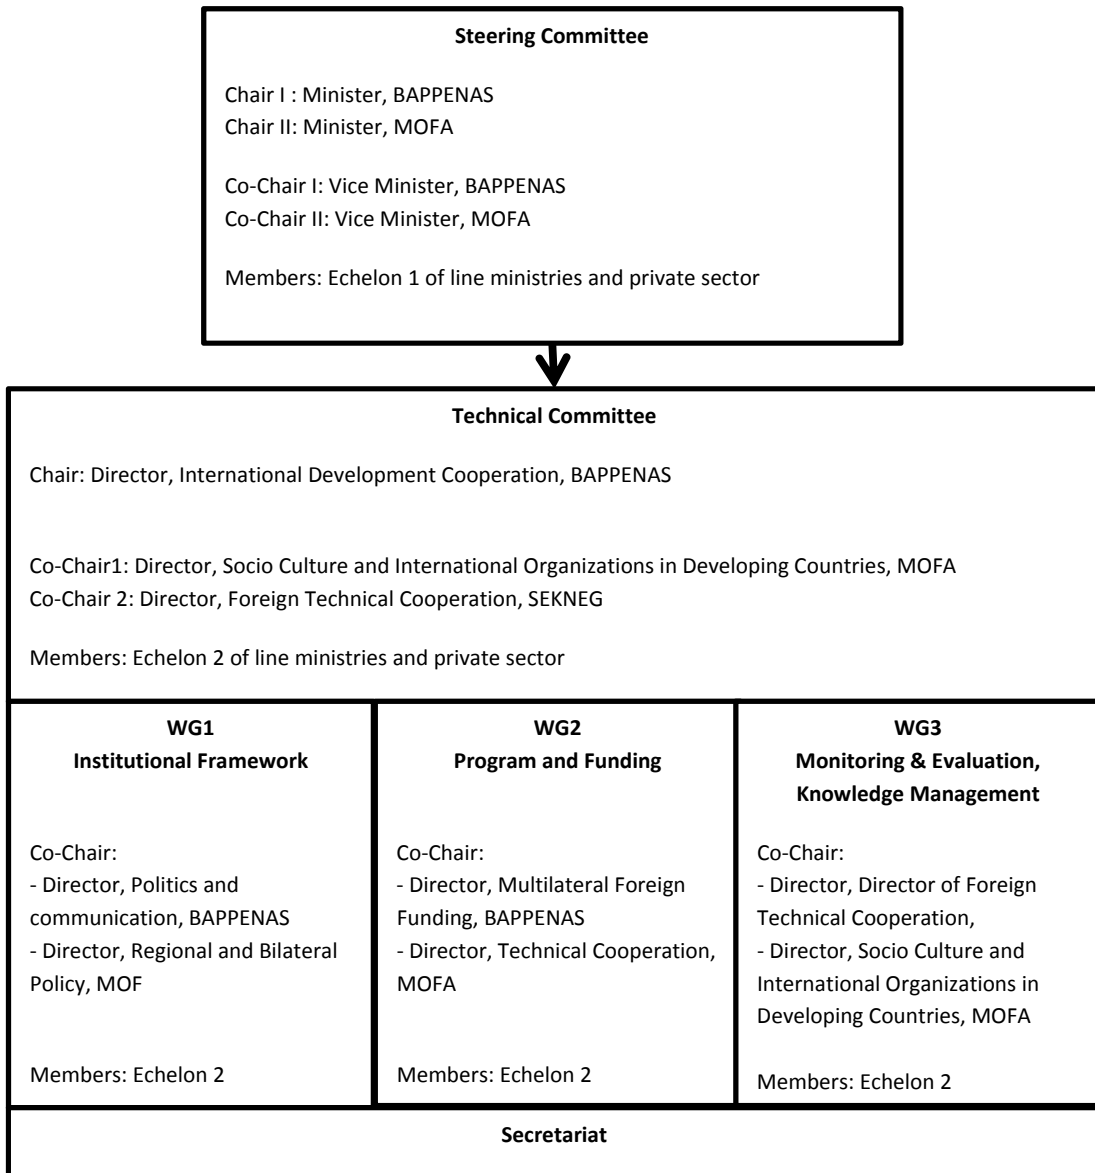 Steering Committee
Chair I : Minister, BAPPENAS
Chair II: Minister, MOFA
Co-Chair I: Vice Minister, BAPPENAS
Co-Chair II: Vice Minister, MOFA
Members: Echelon 1 of line ministries and private sector
Technical Committee
Chair: Director, International Development Cooperation, BAPPENAS
Co-Chair1: Director, Socio Culture and International Organizations in Developing Countries, MOFA
Co-Chair 2: Director, Foreign Technical Cooperation, SEKNEG
Members: Echelon 2 of line ministries and private sector
WG1
Institutional Framework
Co-Chair:
- Director, Politics and
communication, BAPPENAS
- Director, Regional and Bilateral
Policy, MOF
Members: Echelon 2
WG2
Program and Funding
Co-Chair:
- Director, Multilateral Foreign
Funding, BAPPENAS
- Director, Technical Cooperation,
MOFA
Members: Echelon 2
WG3
Monitoring & Evaluation,
Knowledge Management
Co-Chair:
- Director, Director of Foreign
Technical Cooperation,
- Director, Socio Culture and
International Organizations in
Developing Countries, MOFA
Members: Echelon 2
Secretariat